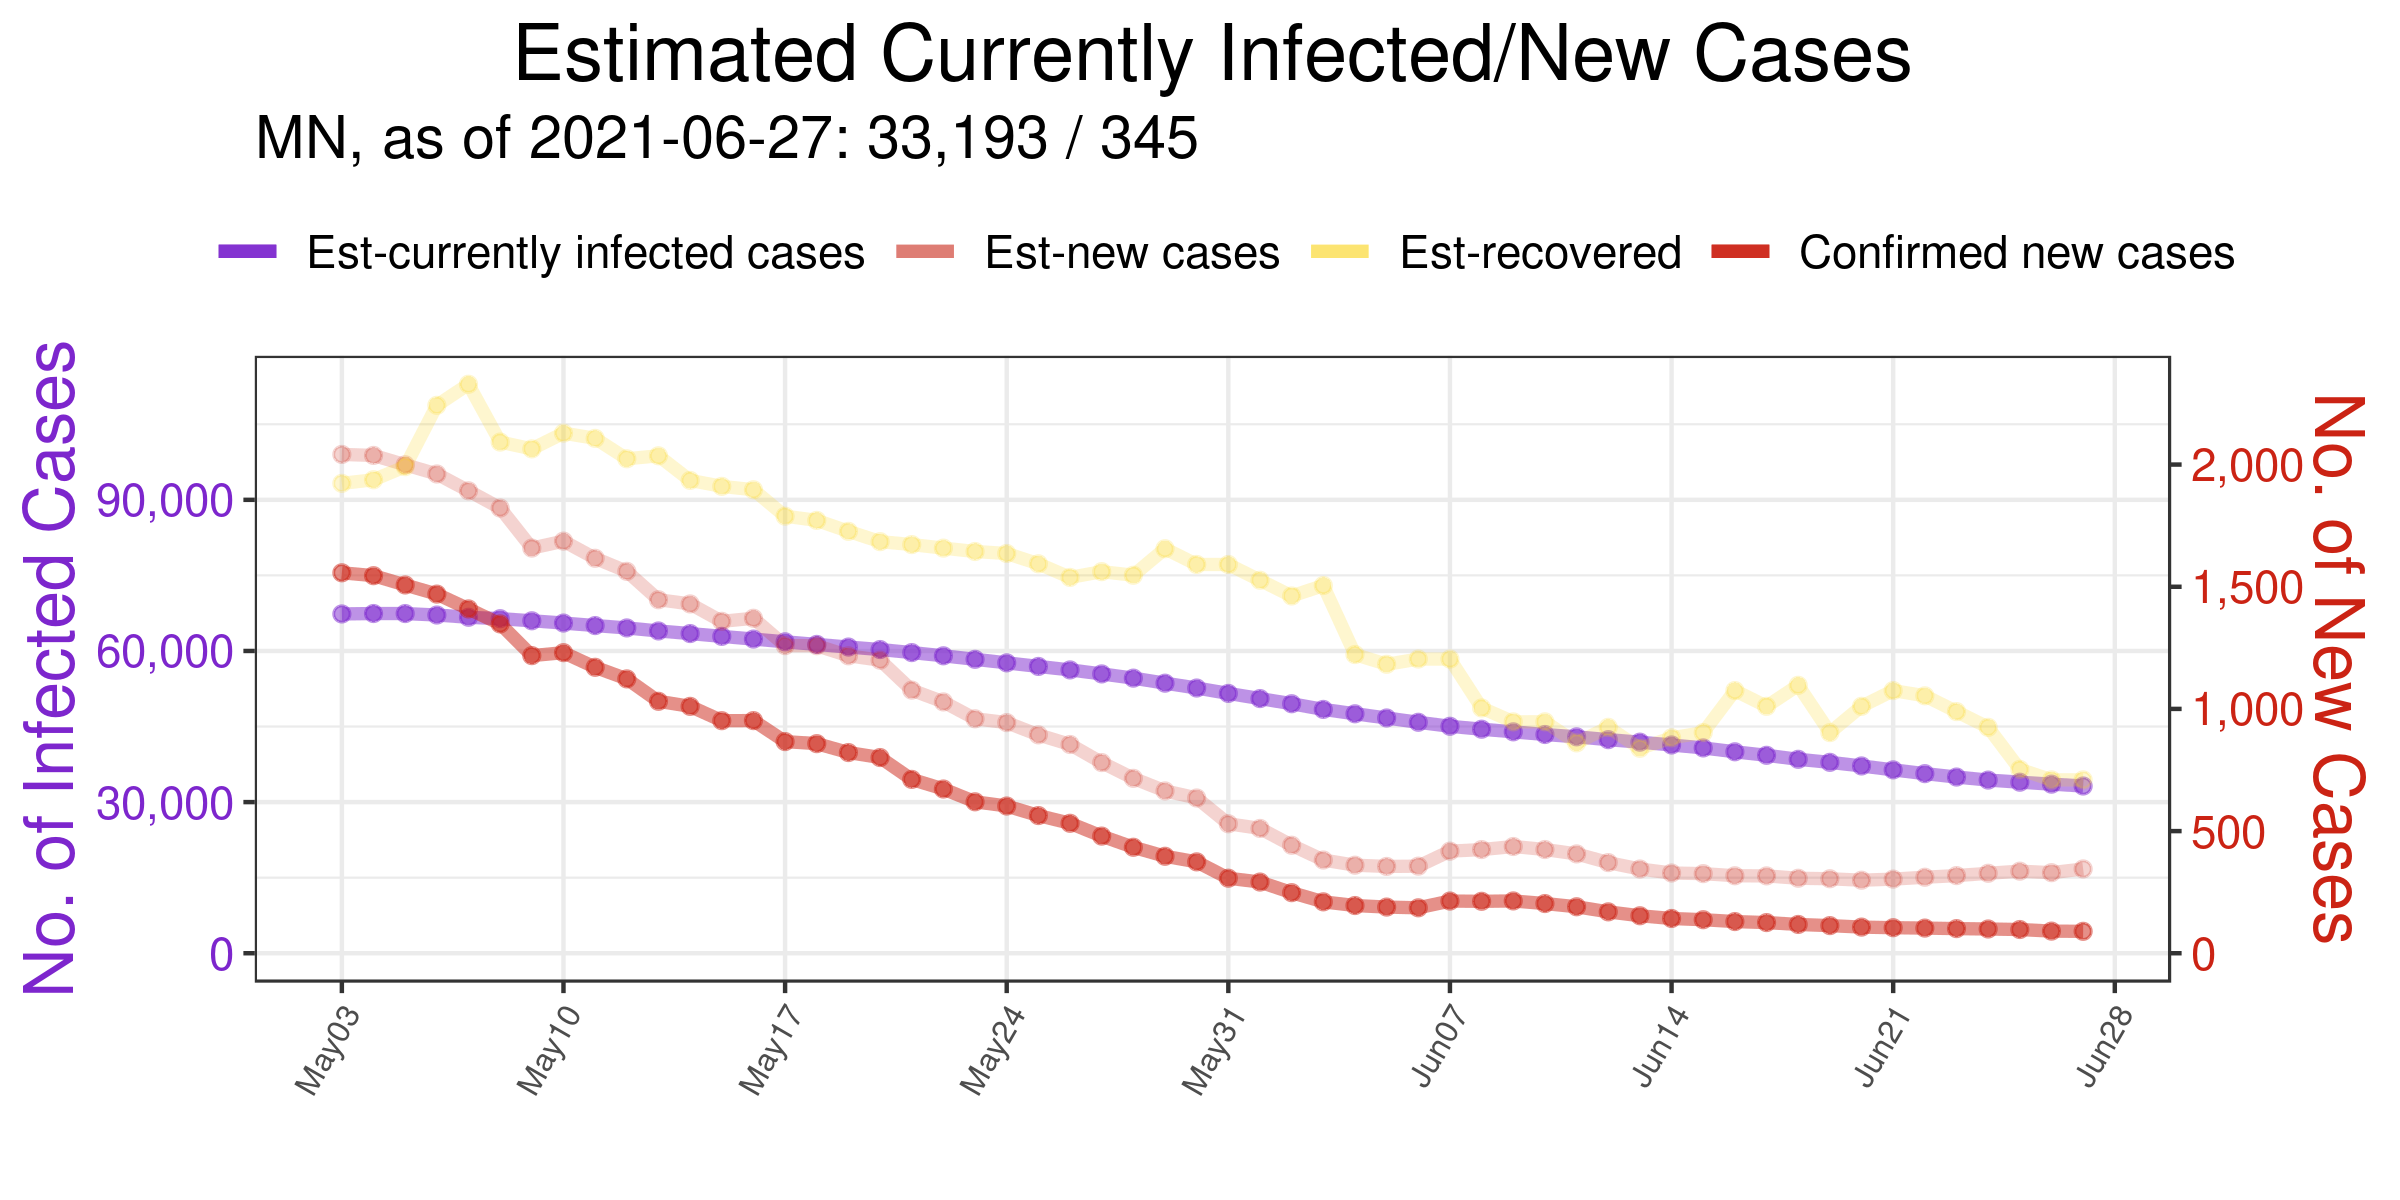 Estimated Currently Infected/New Cases
MN, as of 2021-06-27: 33,193 / 345
Est-currently infected cases
Est-new cases
Est-recovered
Confirmed new cases
No. of Infected Cases
90,000
60,000
30,000
0
2,000
1,500
1,000
500
0
No. of New Cases
May03
May10
May17
May24
May31
Jun07
Jun14
Jun21
Jun28